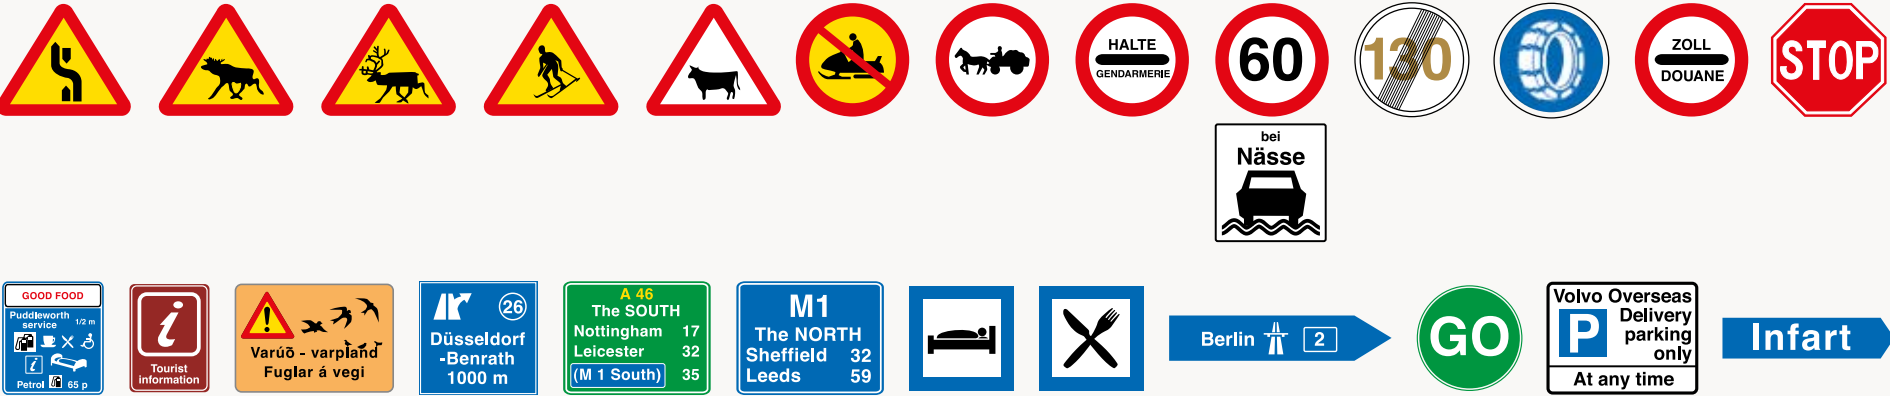 HALTE
GENDARMERIE
60
130
ZOLL
DOUANE
STOP
bei
Nässe
GOOD FOOD
Puddleworth
service 1/2 m
i
Petrol 65 p
i
Tourist
information
!
Varúð - varpland
Fuglar á vegi
26
Düsseldorf
-Benrath
1000 m
A 46
The SOUTH
Nottingham 17
Leicester 32
(M 1 South) 35
M1
The NORTH
Sheffield 32
Leeds 59
Berlin 2
GO
Volvo Overseas
Delivery
P parking
only
At any time
Infart